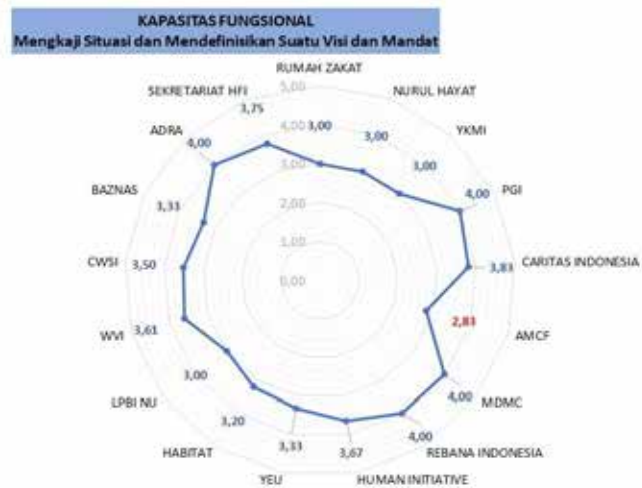 KAPASITAS FUNGSIONAL
Mengkaji Situasi dan Mendefinisikan Suatu Visi dan Mandat
RUMAH ZAKAT
SEKRETARIAT HFI
NURUL HAYAT
5,00
3,75
ADRA
4,00
4,00
3,00
3,00
YKMI
3,00
3,00
BAZNAS
3,33
4,00
PGI
2,00
1,00
CWSI
3,50
0,00
3,83
CARITAS INDONESIA
WVI
3,61
2,83
AMCF
LPBI NU
3,00
4,00
MDMC
HABITAT
3,20
4,00
REBANA INDONESIA
3,33
3,67
YEU
HUMAN INITIATIVE